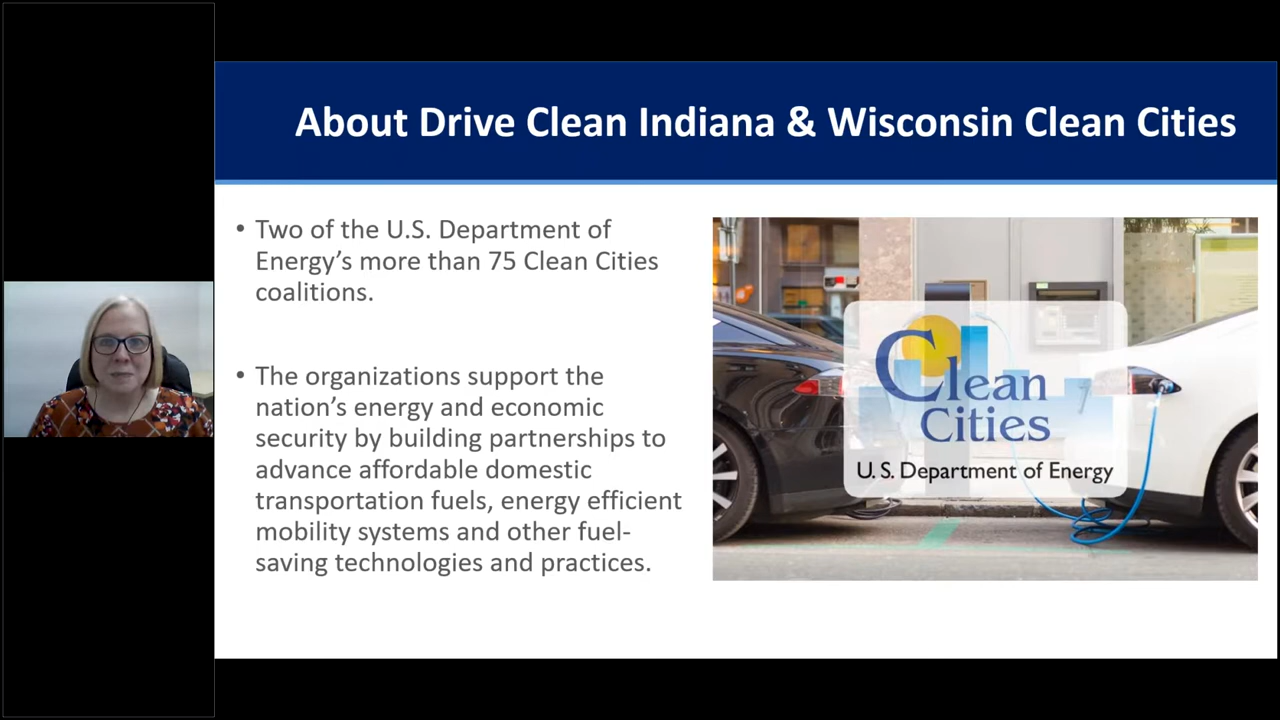 About Drive Clean Indiana & Wisconsin Clean Cities
• Two of the U.S. Department of
Energy’s more than 75 Clean Cities
coalitions.
• The organizations support the
nation’s energy and economic
security by building partnerships to
advance affordable domestic
transportation fuels, energy efficient
mobility systems and other fuel-
saving technologies and practices.
Clean
Cities
U.S. Department of Energy